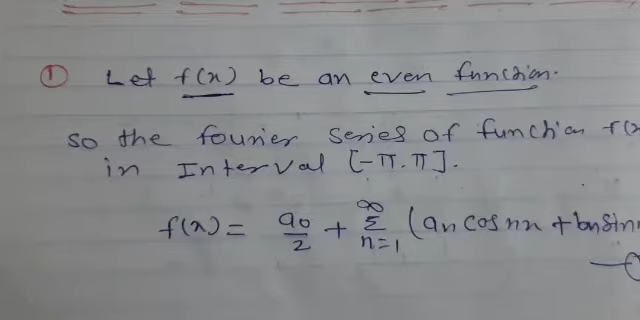 ① Let f(x) be an even function.
so the fourier series of function f(x
in Interval [-π.π].
f(x) = a0/2 + ∞Σn=1 (an cos nx + bn sin n